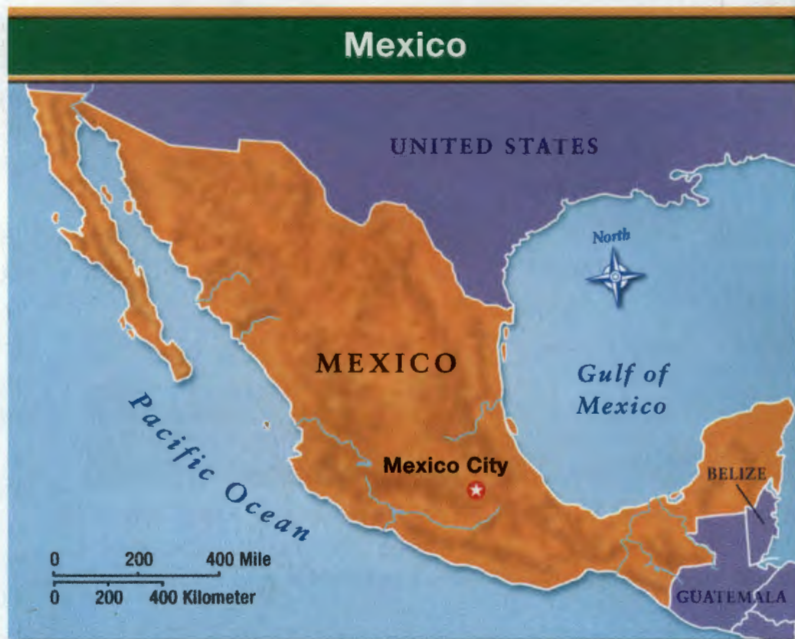 Mexico
UNITED STATES
North
MEXICO
Gulf of
Mexico
Pacific Ocean
Mexico City
BELIZE
0 200 400 Mile
0 200 400 Kilometer
GUATEMALA